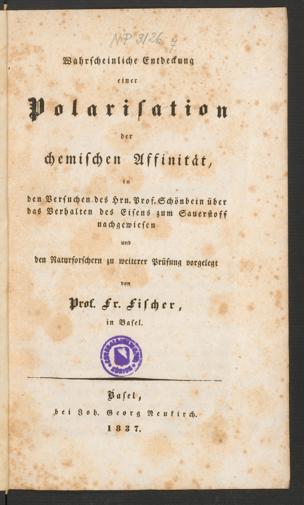 NP 3126
Wahrscheinliche Entdeckung
einer
Polarisation
der
chemischen Affinität,
in
den Versuchen des Hrn. Prof. Schönbein über
das Verhalten des Eisens zum Sauerstoff
nachgewiesen
und
den Naturforschern zu weiterer Prüfung vorgelegt
von
Prof. Fr. Fischer,
in Basel.
Basel,
bei Joh. Georg Neukirch.
1837.